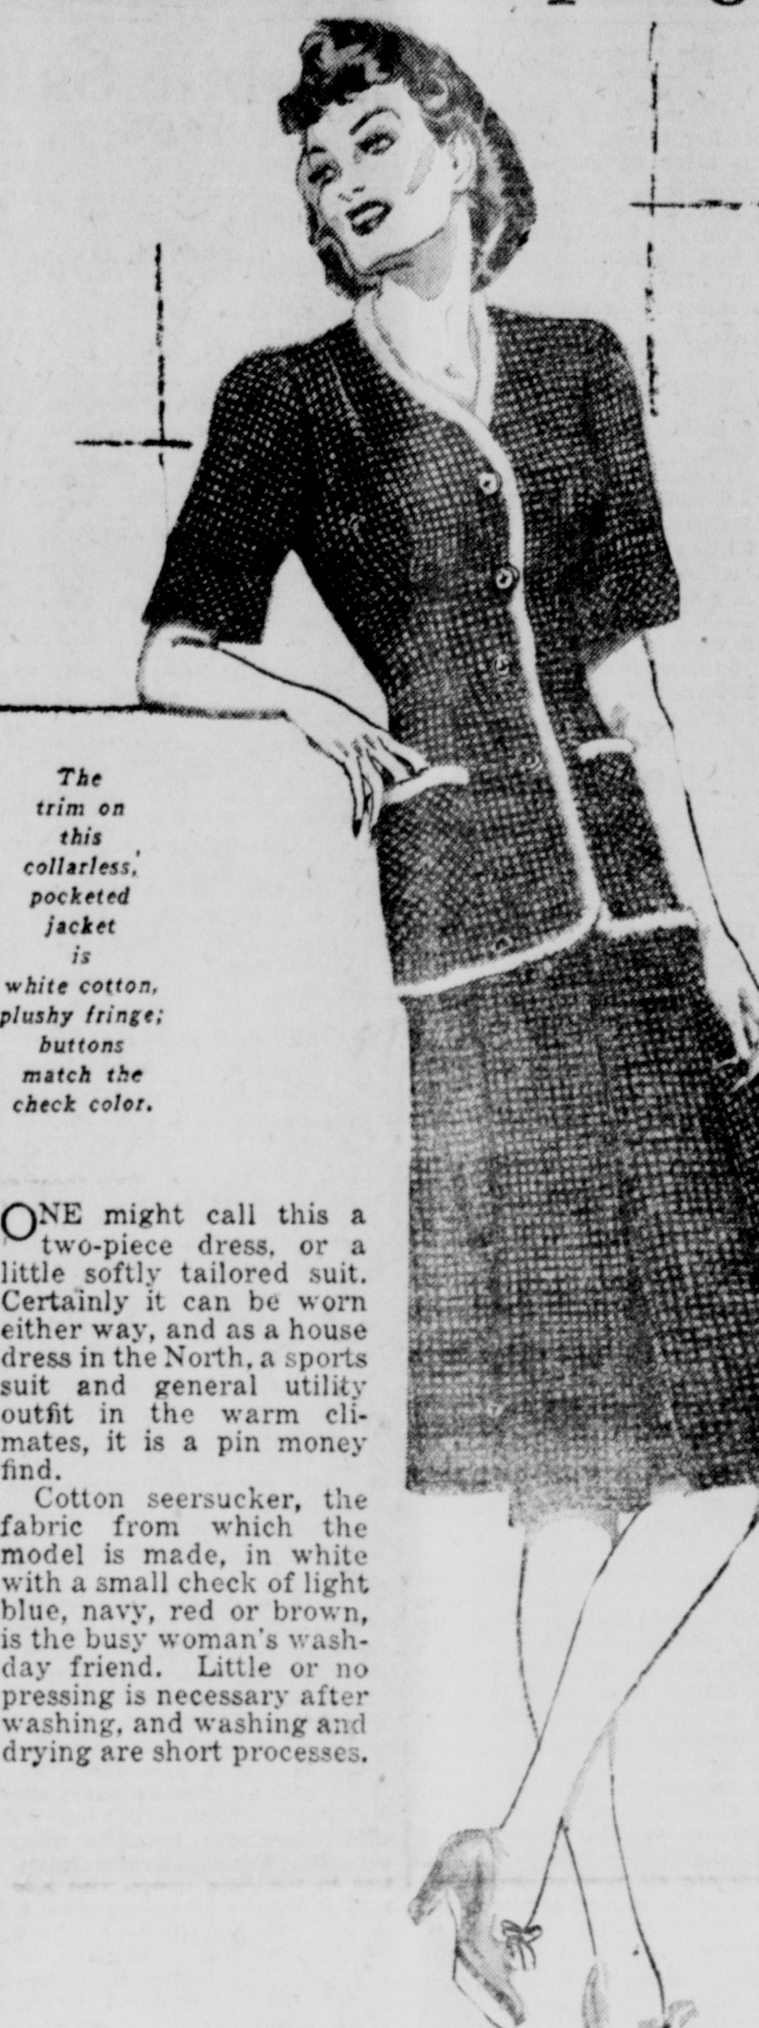 The
trim on
this
collarless,
pocketed
jacket
is
white cotton,
plushy fringe;
buttons
match the
check color.
ONE might call this a
two-piece dress, or a
little softly tailored suit.
Certainly it can be worn
either way, and as a house
dress in the North, a sports
suit and general utility
outfit in the warm cli-
mates, it is a pin money
find.
Cotton seersucker, the
fabric from which the
model is made, in white
with a small check of light
blue, navy, red or brown,
is the busy woman's wash-
day friend. Little or no
pressing is necessary after
washing, and washing and
drying are short processes.